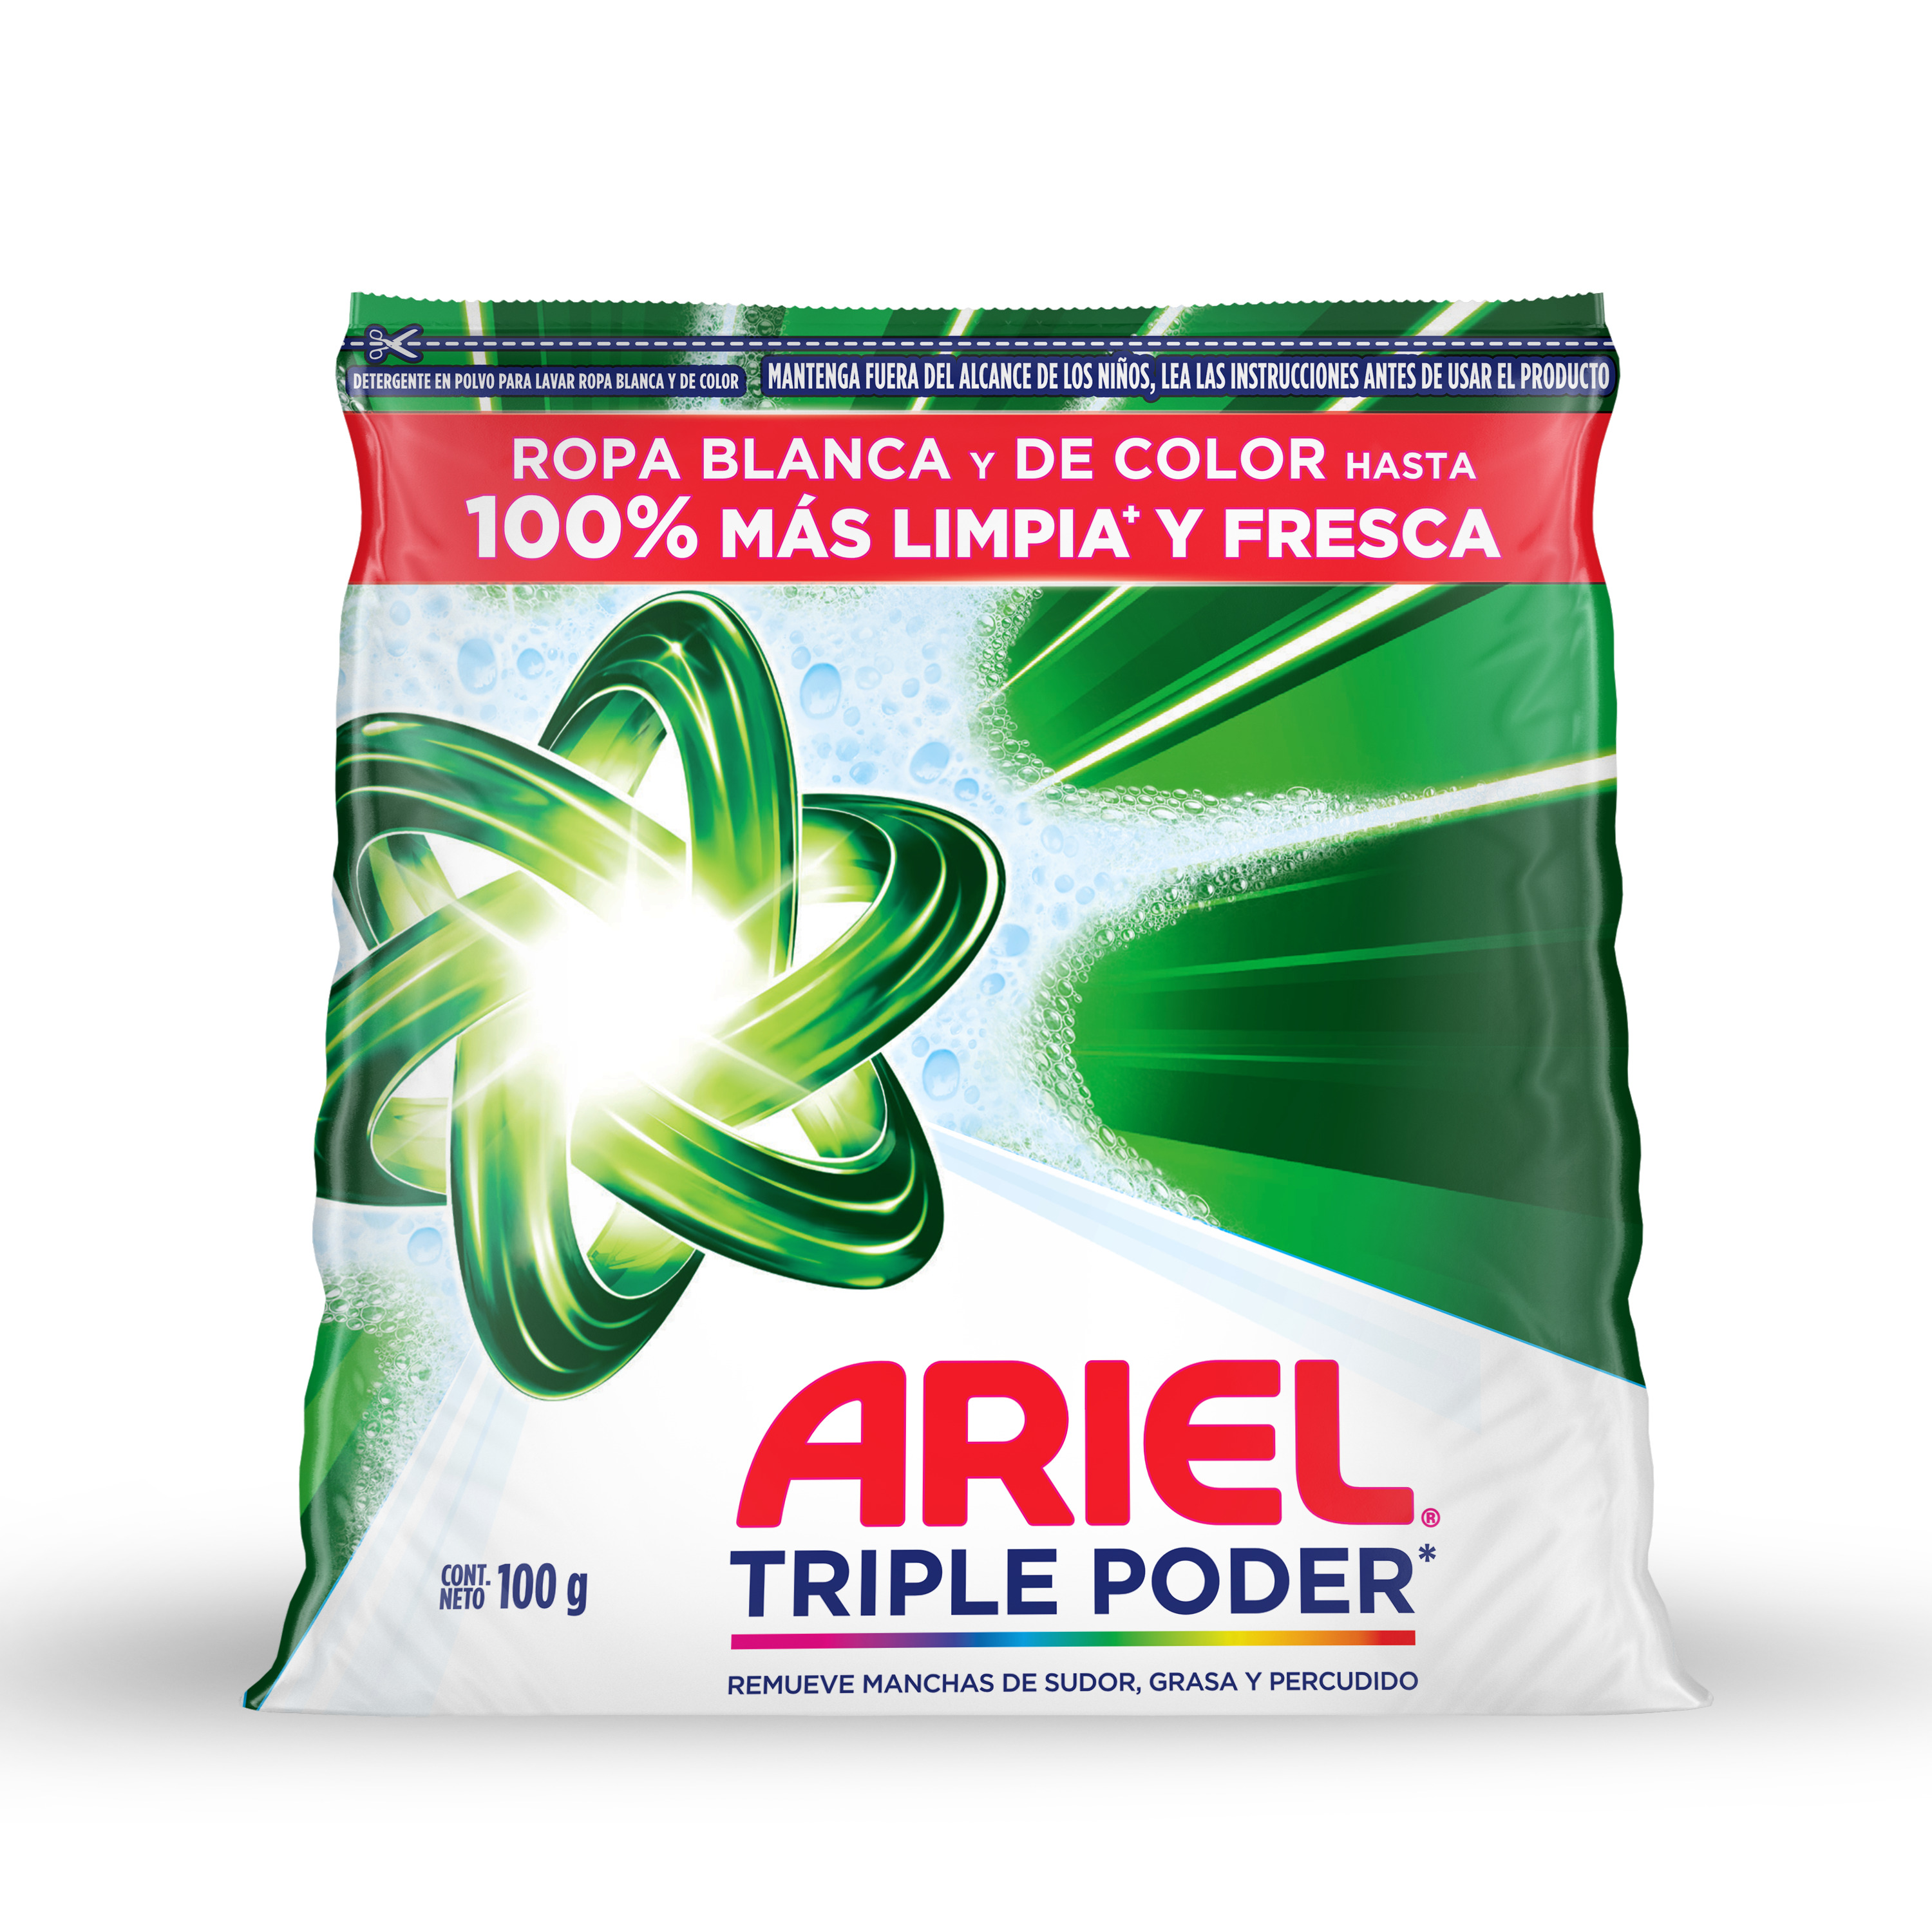 DETERGENTE EN POLVO PARA LAVAR ROPA BLANCA Y DE COLOR
MANTENGA FUERA DEL ALCANCE DE LOS NIÑOS, LEA LAS INSTRUCCIONES ANTES DE USAR EL PRODUCTO
ROPA BLANCA Y DE COLOR HASTA
100% MÁS LIMPIA⁺ Y FRESCA
ARIEL®
TRIPLE PODER*
CONT. NETO 100 g
REMUEVE MANCHAS DE SUDOR, GRASA Y PERCUDIDO